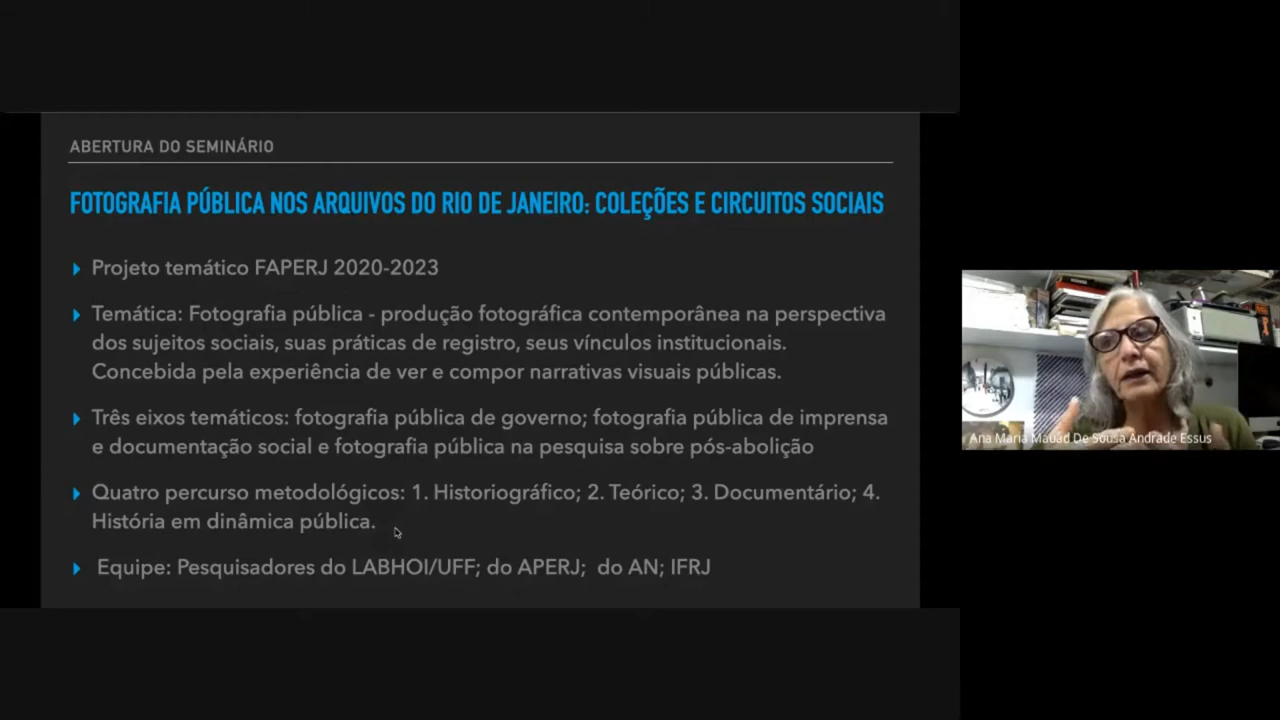 ABERTURA DO SEMINÁRIO
FOTOGRAFIA PÚBLICA NOS ARQUIVOS DO RIO DE JANEIRO: COLEÇÕES E CIRCUITOS SOCIAIS
Projeto temático FAPERJ 2020-2023
Temática: Fotografia pública - produção fotográfica contemporânea na perspectiva
dos sujeitos sociais, suas práticas de registro, seus vínculos institucionais.
Concebida pela experiência de ver e compor narrativas visuais públicas.
Três eixos temáticos: fotografia pública de governo; fotografia pública de imprensa
e documentação social e fotografia pública na pesquisa sobre pós-abolição
Quatro percurso metodológicos: 1. Historiográfico; 2. Teórico; 3. Documentário; 4.
História em dinâmica pública.
Equipe: Pesquisadores do LABHOI/UFF; do APERJ; do AN; IFRJ
Ana Maria Mauad De Sousa Andrade Essus